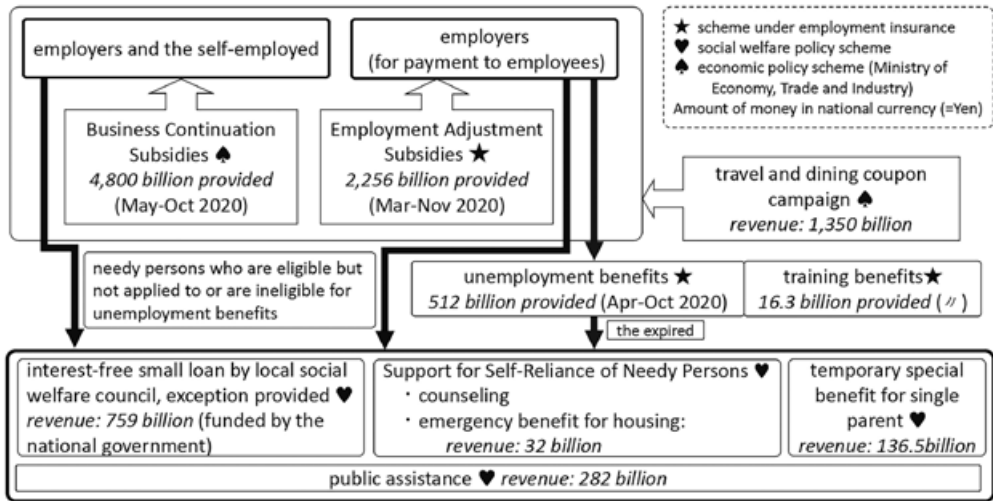 employers and the self-employed
employers
(for payment to employees)
★ scheme under employment insurance
♥ social welfare policy scheme
♠ economic policy scheme (Ministry of
Economy, Trade and Industry)
Amount of money in national currency (=Yen)
Business Continuation
Subsidies ♠
4,800 billion provided
(May-Oct 2020)
Employment Adjustment
Subsidies ★
2,256 billion provided
(Mar-Nov 2020)
travel and dining coupon
campaign ♠
revenue: 1,350 billion
needy persons who are eligible but
not applied to or are ineligible for
unemployment benefits
unemployment benefits ★
512 billion provided (Apr-Oct 2020)
training benefits★
16.3 billion provided (〃)
the expired
interest-free small loan by local social
welfare council, exception provided ♥
revenue: 759 billion (funded by the
national government)
Support for Self-Reliance of Needy Persons ♥
・ counseling
・ emergency benefit for housing:
revenue: 32 billion
temporary special
benefit for single
parent ♥
revenue: 136.5billion
public assistance ♥ revenue: 282 billion